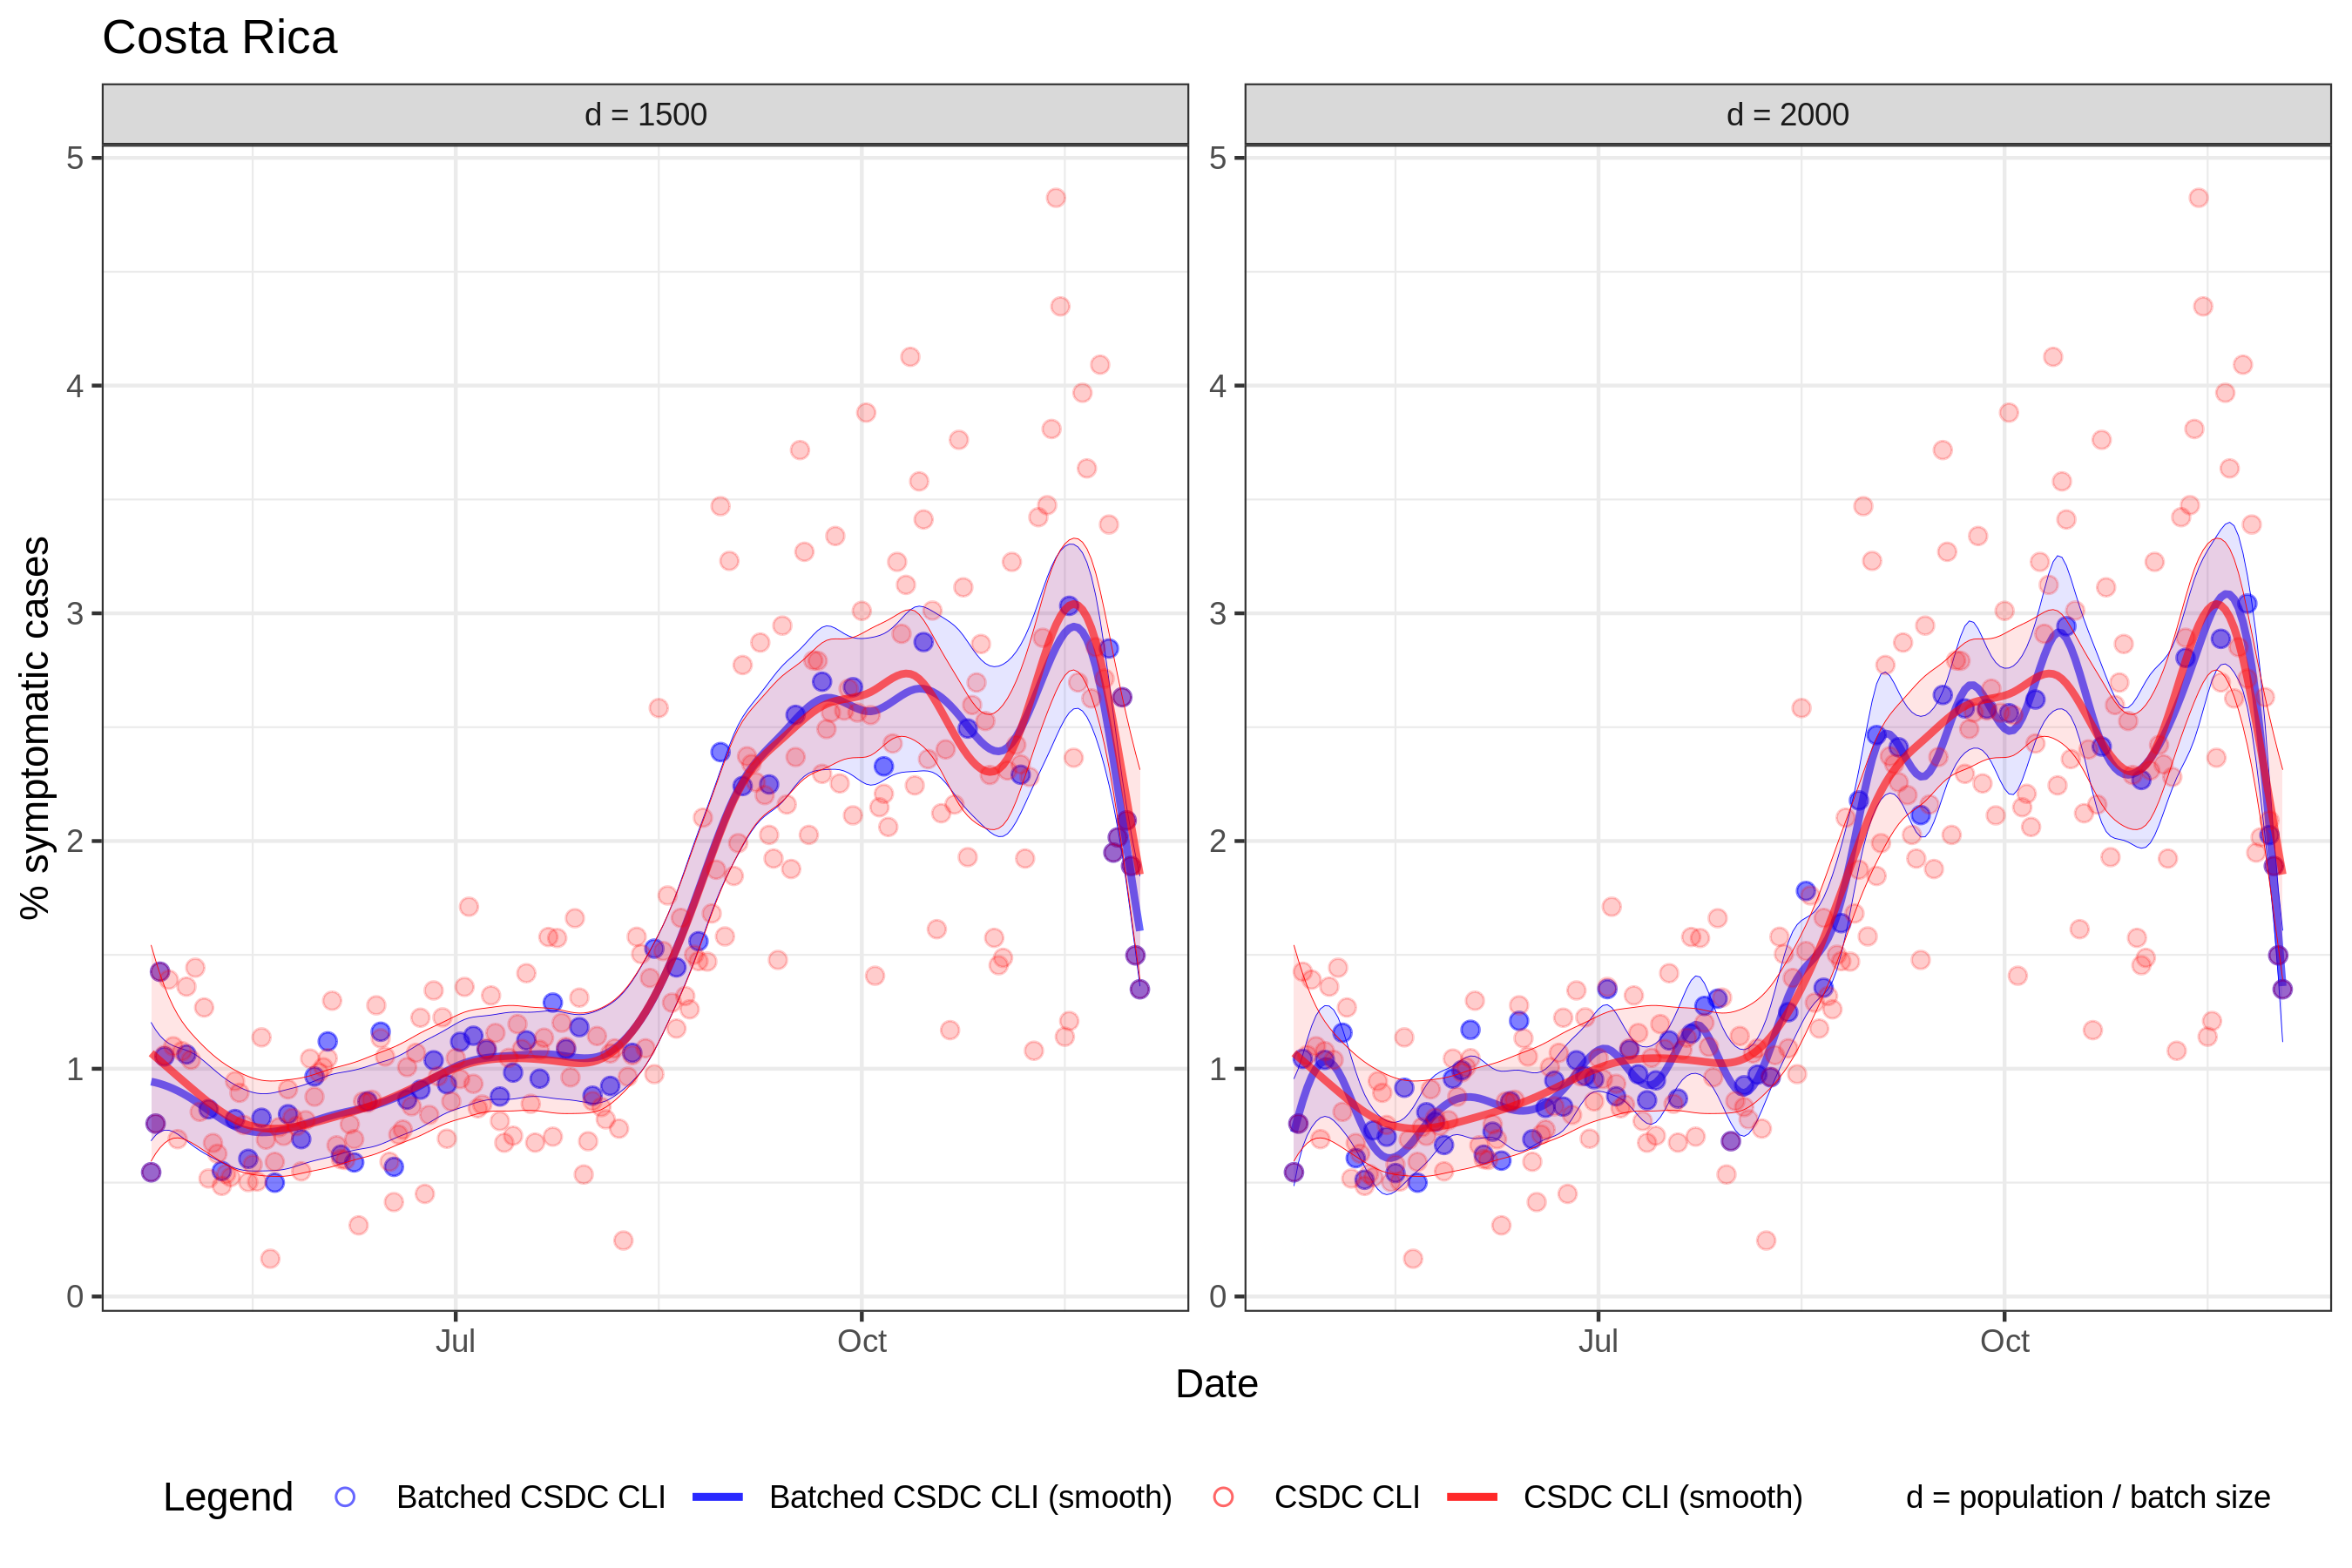 Costa Rica
d = 1500
d = 2000
% symptomatic cases
5
4
3
2
1
0
5
4
3
2
1
0
Jul
Oct
Jul
Oct
Date
Legend
Batched CSDC CLI
Batched CSDC CLI (smooth)
CSDC CLI
CSDC CLI (smooth)
d = population / batch size